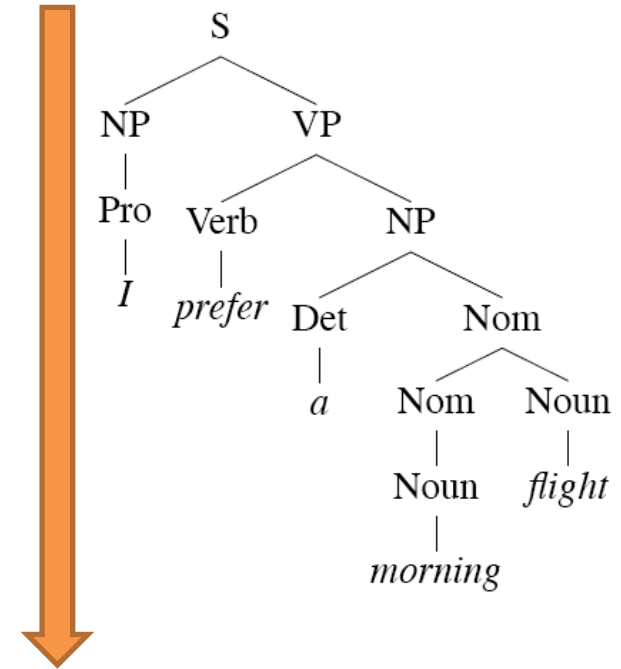 S
NP VP
Pro Verb NP
I prefer Det Nom
a Nom Noun
Noun flight
morning